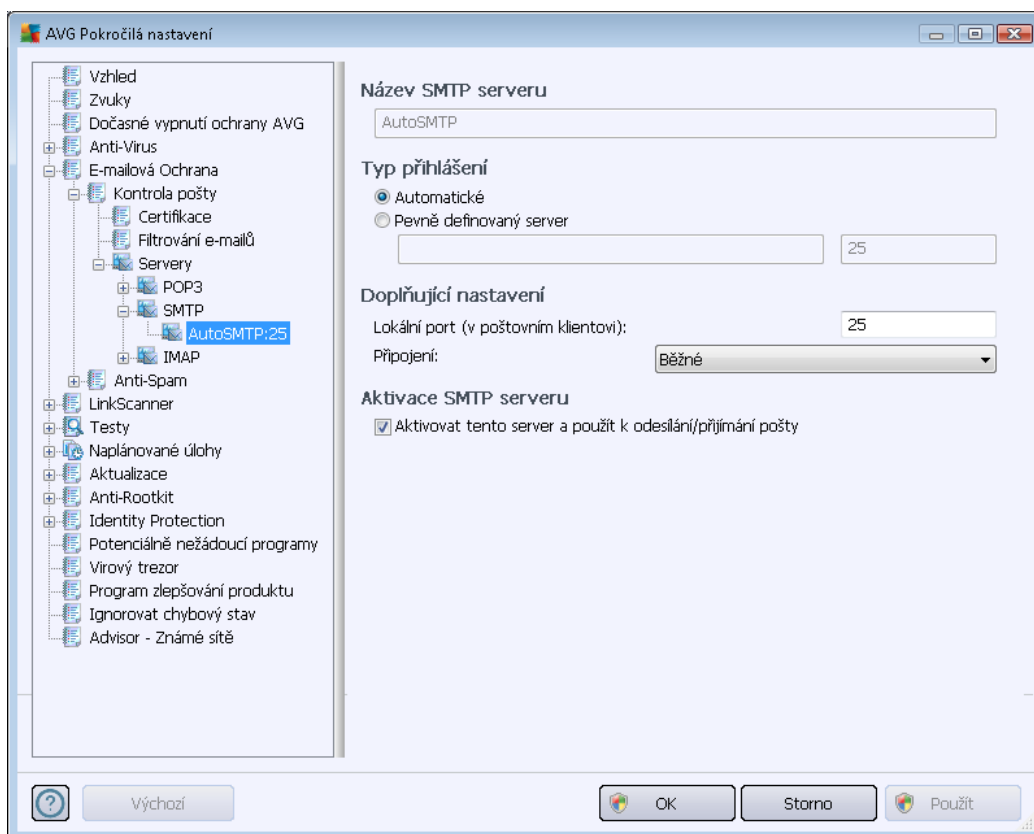 AVG Pokročilá nastavení
Vzhled
Zvuky
Dočasné vypnutí ochrany AVG
Anti-Virus
E-mailová Ochrana
Kontrola pošty
Certifikace
Filtrování e-mailů
Servery
POP3
SMTP
AutoSMTP:25
IMAP
Anti-Spam
LinkScanner
Testy
Naplánované úlohy
Aktualizace
Anti-Rootkit
Identity Protection
Potenciálně nežádoucí programy
Virový trezor
Program zlepšování produktu
Ignorovat chybový stav
Advisor - Známé sítě
Název SMTP serveru
AutoSMTP
Typ přihlášení
Automatické
Pevně definovaný server
25
Doplňující nastavení
Lokální port (v poštovním klientovi): 25
Připojení: Běžné
Aktivace SMTP serveru
Aktivovat tento server a použít k odesílání/přijímání pošty
Výchozí OK Storno Použít